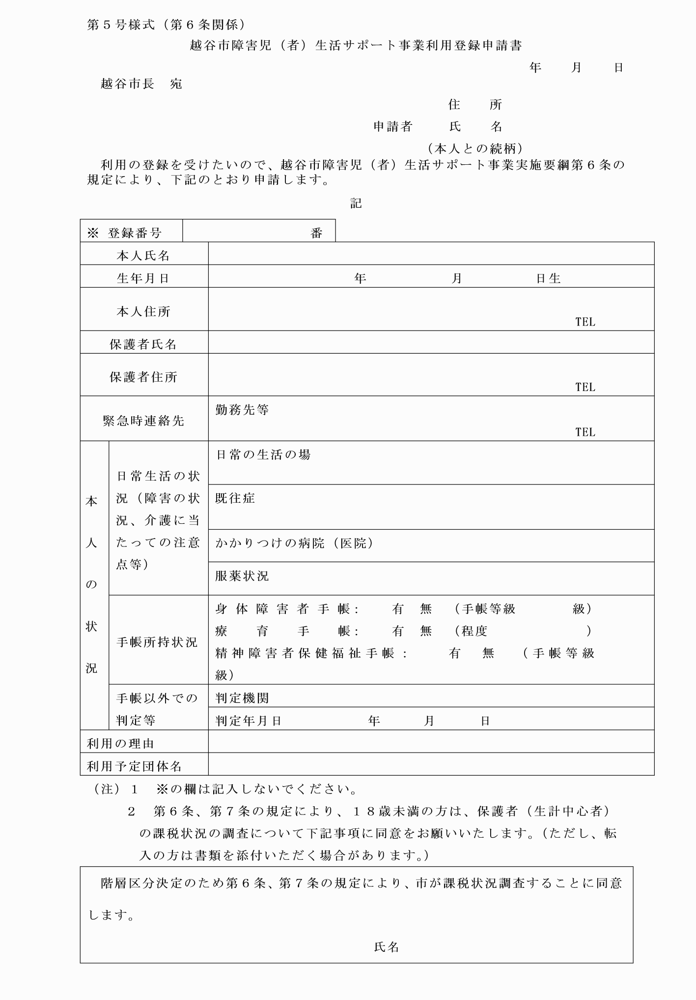 第５号様式（第６条関係）
越谷市障害児（者）生活サポート事業利用登録申請書
年　　月　　日
越谷市長　宛
住　　所
申請者　　氏　　名
（本人との続柄）
利用の登録を受けたいので、越谷市障害児（者）生活サポート事業実施要綱第６条の
規定により、下記のとおり申請します。
記
※ 登録番号　　　　番
本人氏名
生年月日　　　　年　　　　月　　　　日生
本人住所
TEL
保護者氏名
保護者住所
TEL
緊急時連絡先
勤務先等
TEL
本人の状況
日常生活の状
況（障害の状
況、介護に当
たっての注意
点等）
日常の生活の場
既往症
かかりつけの病院（医院）
服薬状況
手帳所持状況
身体障害者手帳：　　有　無　（手帳等級　　　　級）
療育手帳：　　有　無　（程度　　　　　　　）
精神障害者保健福祉手帳：　　有　無　（手帳等級
級）
手帳以外での
判定等
判定機関
判定年月日　　　　年　　　月　　　日
利用の理由
利用予定団体名
（注）１　※の欄は記入しないでください。
２　第６条、第７条の規定により、１８歳未満の方は、保護者（生計中心者）
の課税状況の調査について下記事項に同意をお願いいたします。（ただし、転
入の方は書類を添付いただく場合があります。）
階層区分決定のため第６条、第７条の規定により、市が課税状況調査することに同意
します。
氏名